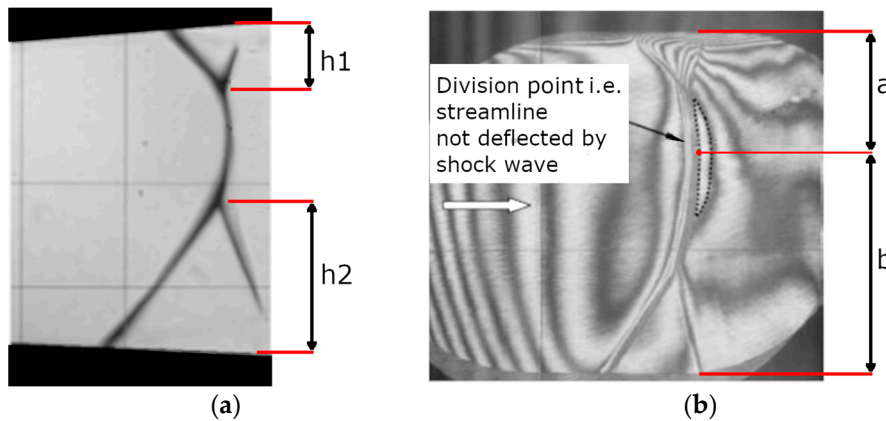 h1
h2
(a)
Division point i.e.
streamline
not deflected by
shock wave
a
b
(b)